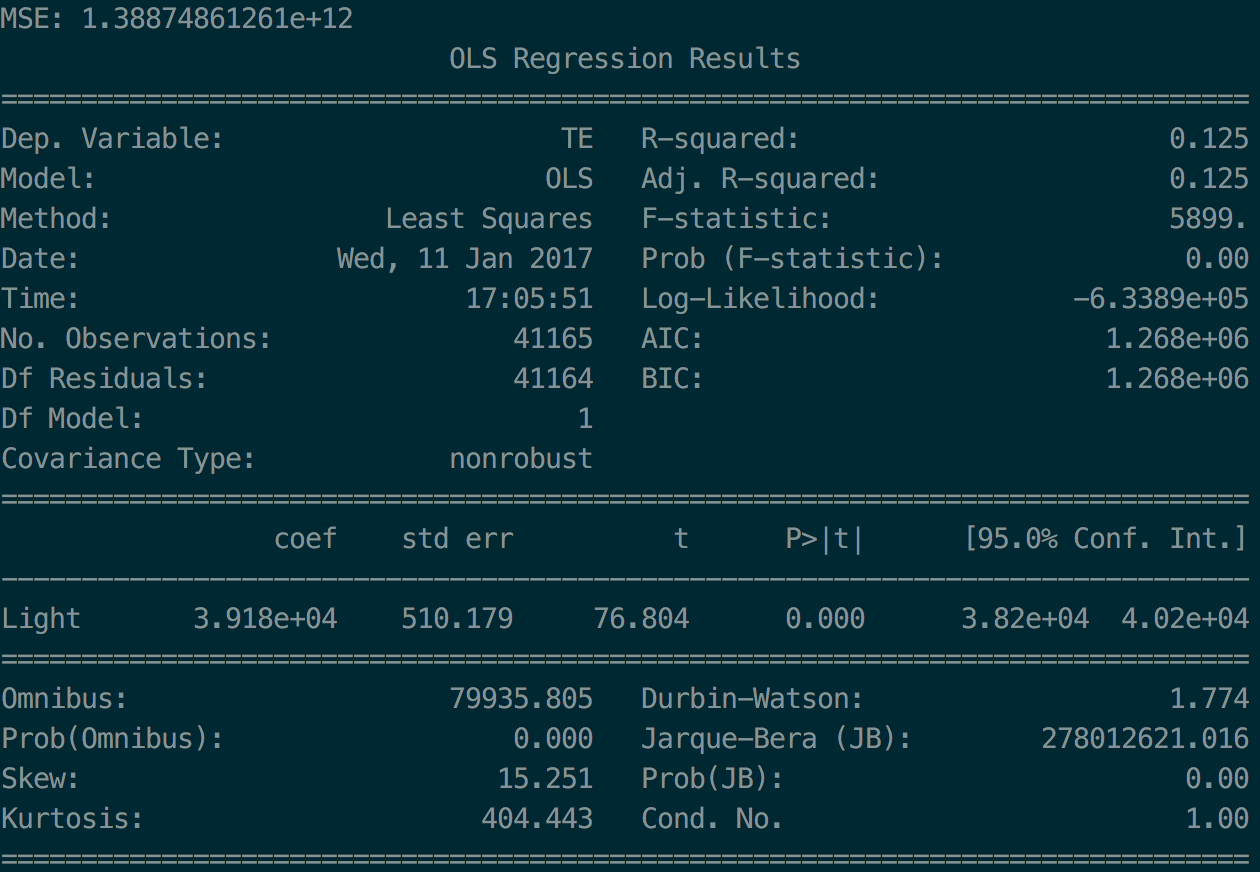 MSE: 1.38874861261e+12
OLS Regression Results
==============================================================================
Dep. Variable:                     TE   R-squared:                       0.125
Model:                            OLS   Adj. R-squared:                  0.125
Method:                 Least Squares   F-statistic:                     5899.
Date:                Wed, 11 Jan 2017   Prob (F-statistic):               0.00
Time:                        17:05:51   Log-Likelihood:            -6.3389e+05
No. Observations:               41165   AIC:                         1.268e+06
Df Residuals:                   41164   BIC:                         1.268e+06
Df Model:                           1
Covariance Type:            nonrobust
==============================================================================
                 coef    std err          t      P>|t|      [95.0% Conf. Int.]
------------------------------------------------------------------------------
Light       3.918e+04    510.179     76.804      0.000      3.82e+04  4.02e+04
==============================================================================
Omnibus:                    79935.805   Durbin-Watson:                   1.774
Prob(Omnibus):                  0.000   Jarque-Bera (JB):        278012621.016
Skew:                          15.251   Prob(JB):                         0.00
Kurtosis:                     404.443   Cond. No.                         1.00
==============================================================================